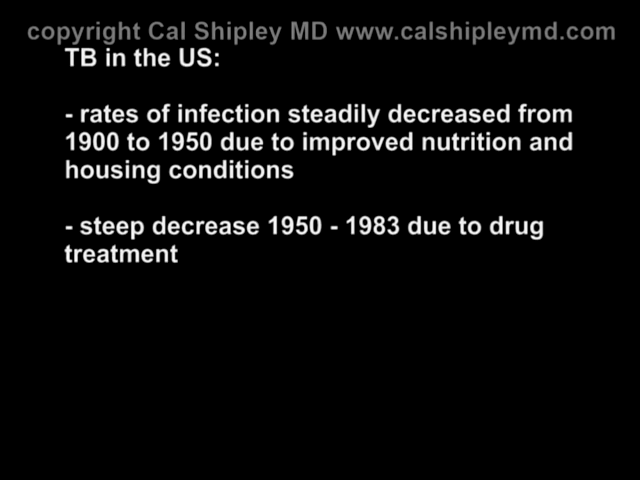 copyright Cal Shipley MD www.calshipleymd.com
TB in the US:
- rates of infection steadily decreased from
1900 to 1950 due to improved nutrition and
housing conditions
- steep decrease 1950 - 1983 due to drug
treatment